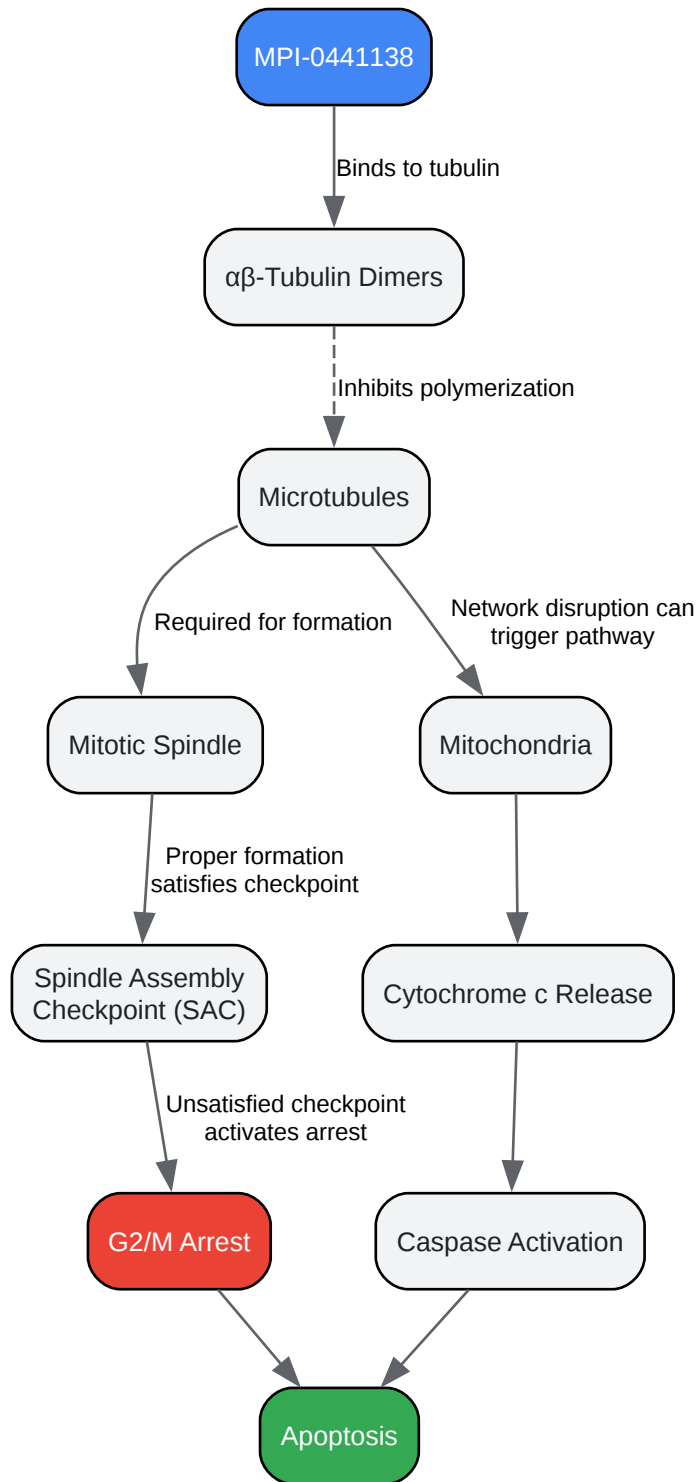 MPI-0441138
Binds to tubulin
αβ-Tubulin Dimers
Inhibits polymerization
Microtubules
Required for formation
Network disruption can
trigger pathway
Mitotic Spindle
Mitochondria
Proper formation
satisfies checkpoint
Spindle Assembly
Checkpoint (SAC)
Cytochrome c Release
Unsatisfied checkpoint
activates arrest
G2/M Arrest
Caspase Activation
Apoptosis